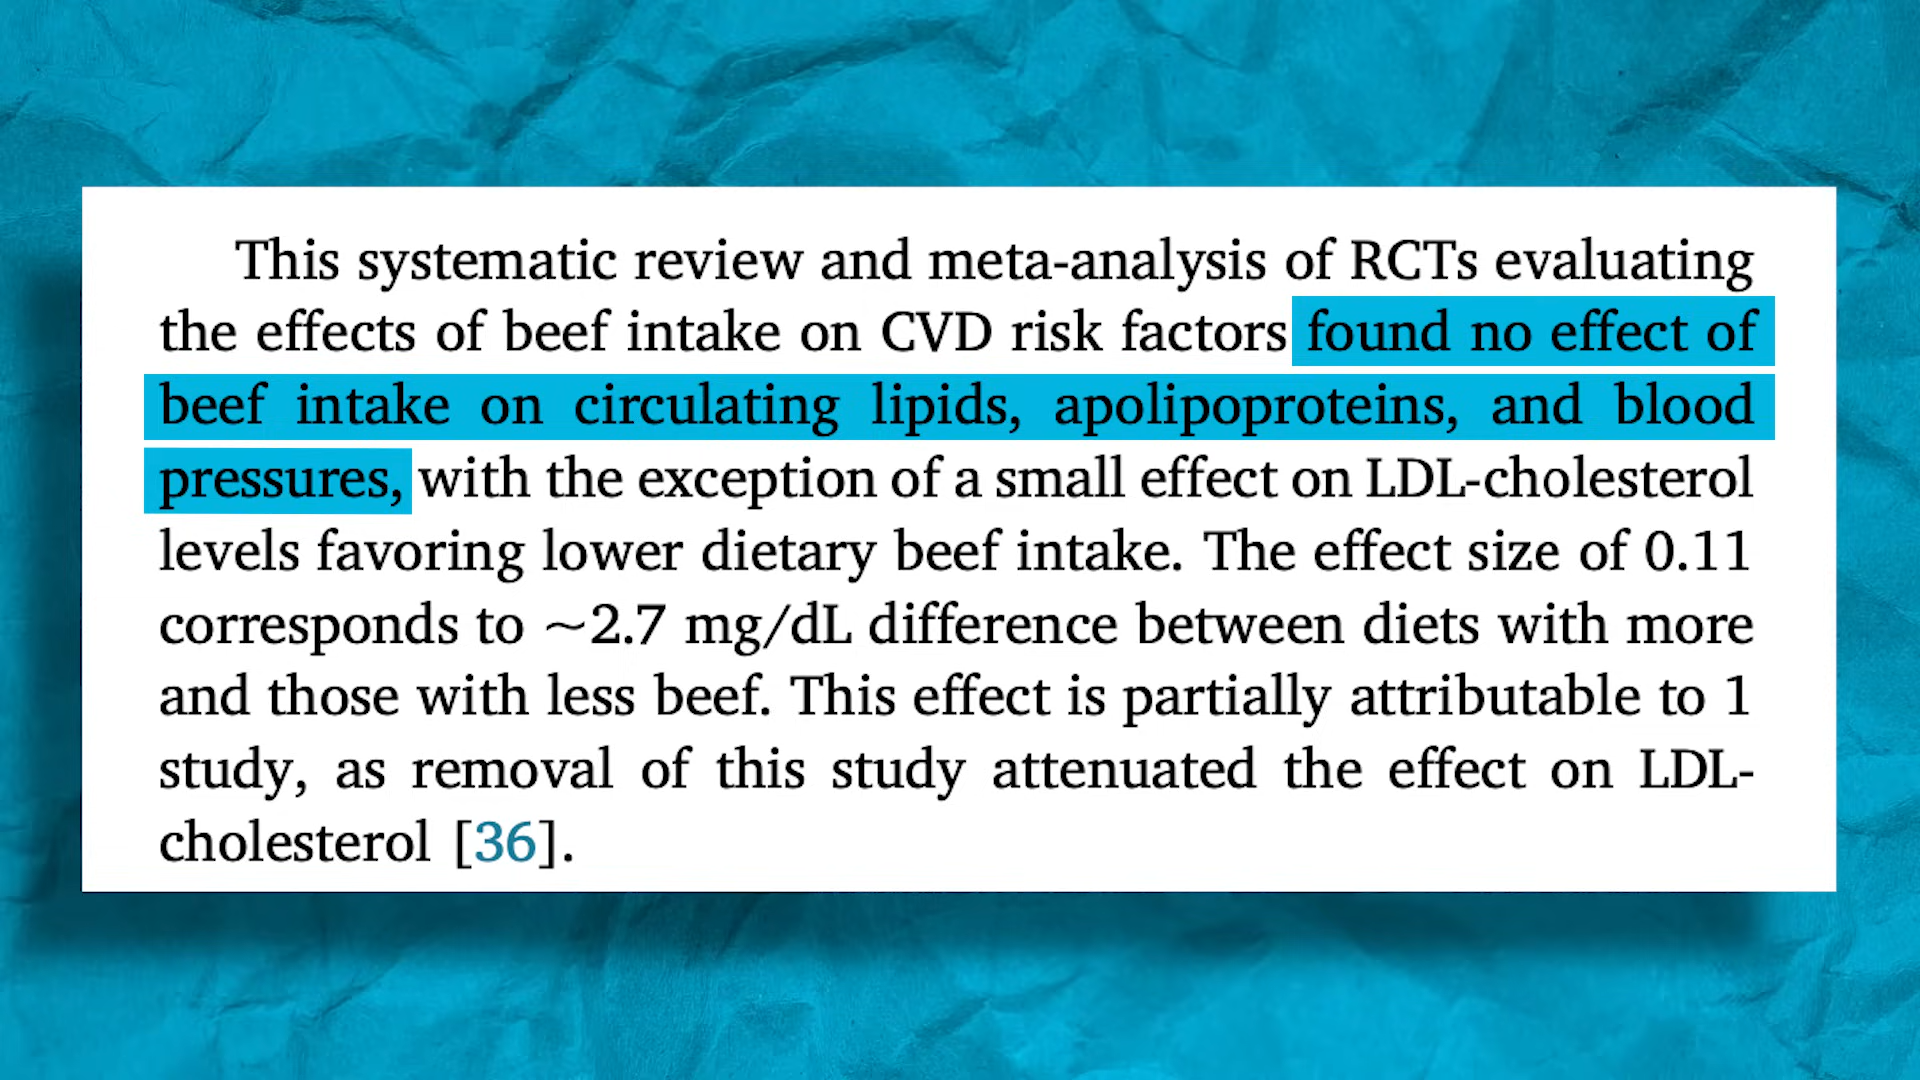 This systematic review and meta-analysis of RCTs evaluating
the effects of beef intake on CVD risk factors found no effect of
beef intake on circulating lipids, apolipoproteins, and blood
pressures, with the exception of a small effect on LDL-cholesterol
levels favoring lower dietary beef intake. The effect size of 0.11
corresponds to ~2.7 mg/dL difference between diets with more
and those with less beef. This effect is partially attributable to 1
study, as removal of this study attenuated the effect on LDL-
cholesterol [36].